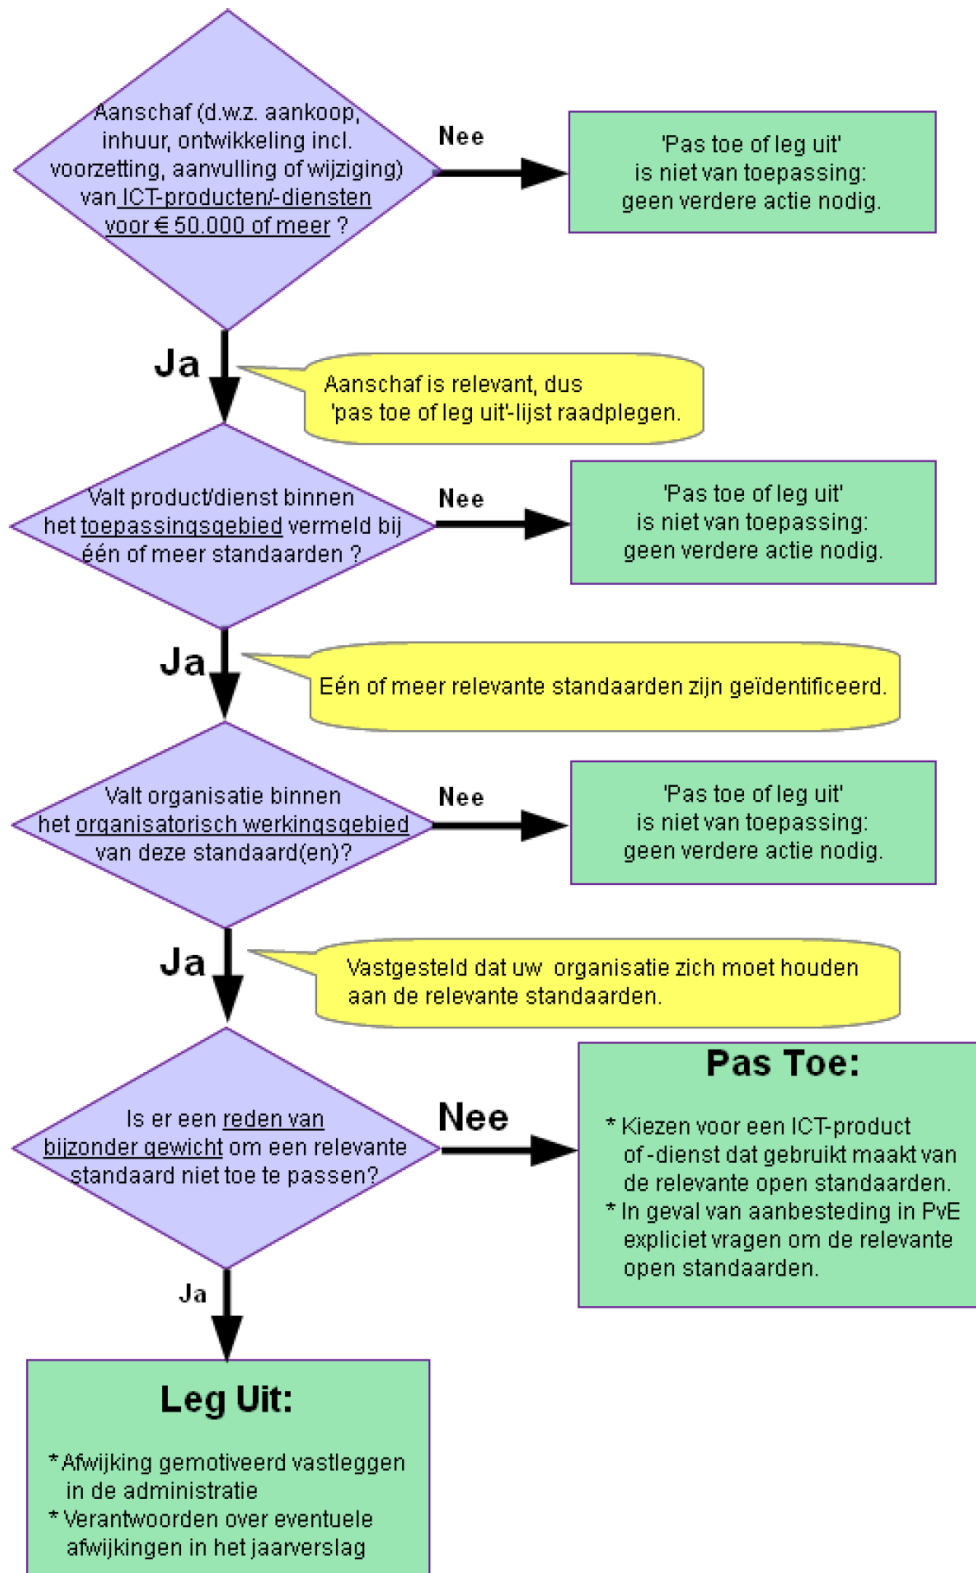 Aanschaf (d.w.z. aankoop,
inhuur, ontwikkeling incl.
voorzetting, aanvulling of wijziging)
van ICT-producten/-diensten
voor € 50.000 of meer ?
Nee
'Pas toe of leg uit'
is niet van toepassing:
geen verdere actie nodig.
Ja
Aanschaf is relevant, dus
'pas toe of leg uit'-lijst raadplegen.
Valt product/dienst binnen
het toepassingsgebied vermeld bij
één of meer standaarden ?
Nee
'Pas toe of leg uit'
is niet van toepassing:
geen verdere actie nodig.
Ja
Eén of meer relevante standaarden zijn geïdentificeerd.
Valt organisatie binnen
het organisatorisch werkingsgebied
van deze standaard(en)?
Nee
'Pas toe of leg uit'
is niet van toepassing:
geen verdere actie nodig.
Ja
Vastgesteld dat uw organisatie zich moet houden
aan de relevante standaarden.
Is er een reden van
bijzonder gewicht om een relevante
standaard niet toe te passen?
Nee
Pas Toe:
* Kiezen voor een ICT-product
of -dienst dat gebruikt maakt van
de relevante open standaarden.
* In geval van aanbesteding in PvE
expliciet vragen om de relevante
open standaarden.
Ja
Leg Uit:
* Afwijking gemotiveerd vastleggen
in de administratie
* Verantwoorden over eventuele
afwijkingen in het jaarverslag